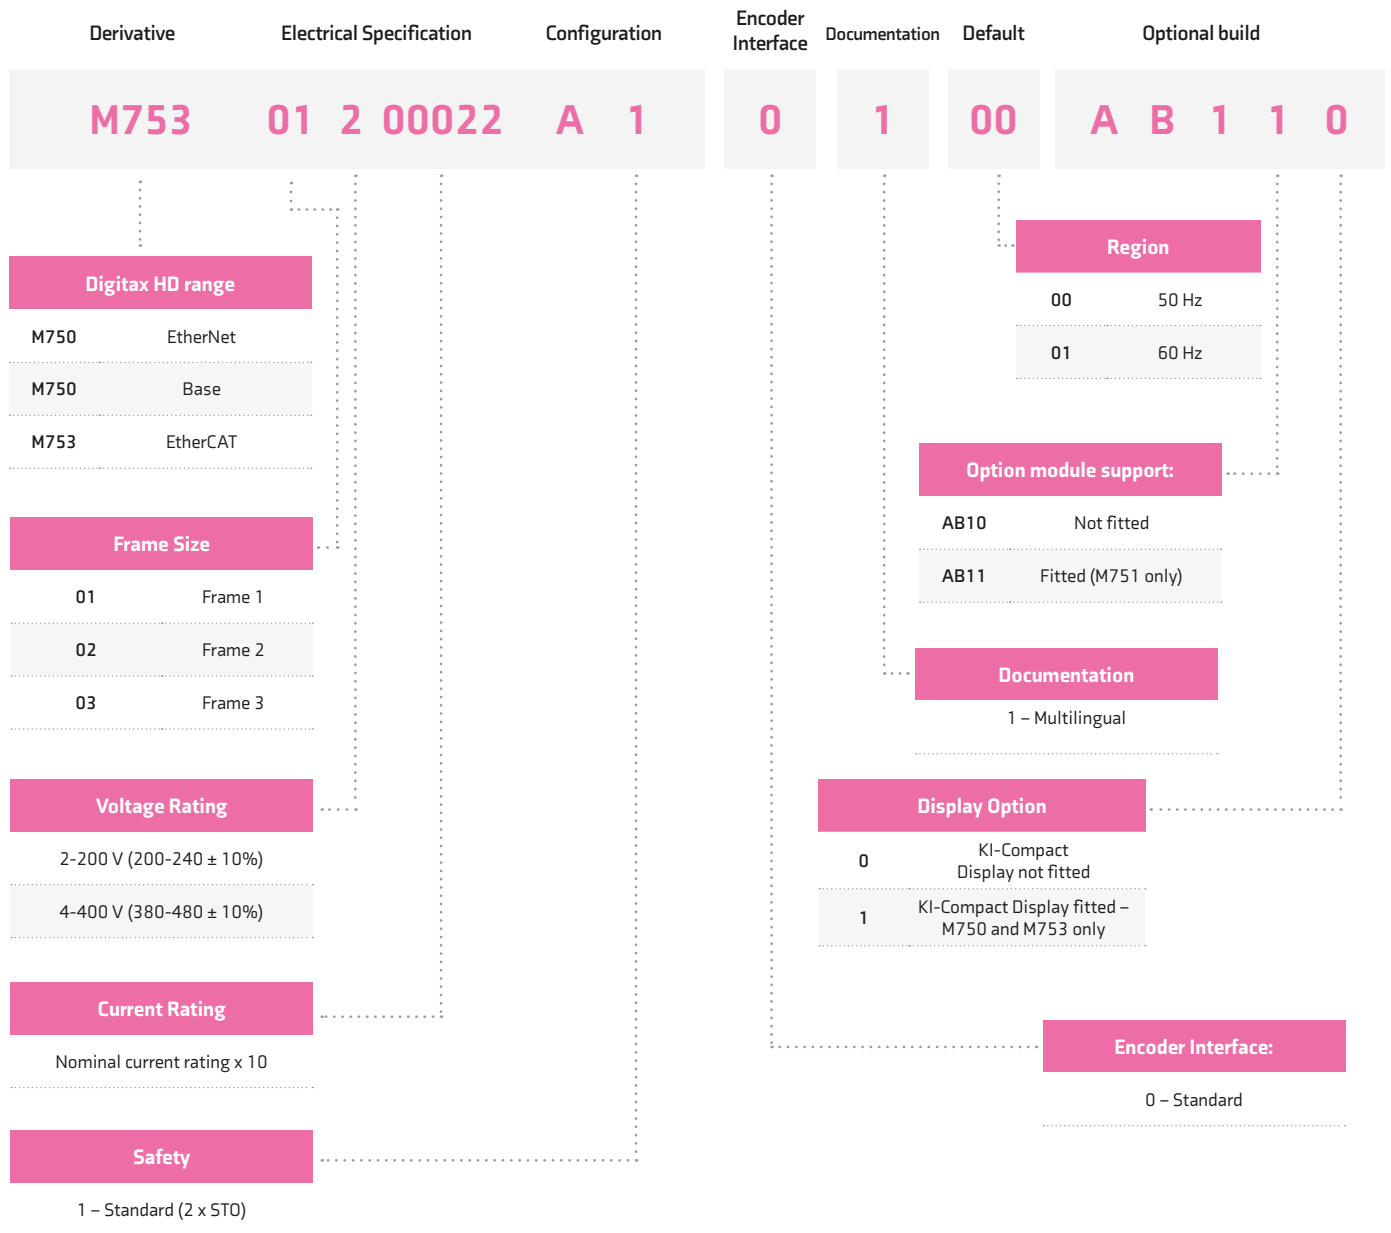 Derivative
Electrical Specification
Configuration
Encoder
Interface
Documentation
Default
Optional build
M753 01 2 00022 A 1 0 1 00 A B 1 1 0
Digitax HD range
M750 EtherNet
M750 Base
M753 EtherCAT
Frame Size
01 Frame 1
02 Frame 2
03 Frame 3
Voltage Rating
2-200 V (200-240 ± 10%)
4-400 V (380-480 ± 10%)
Current Rating
Nominal current rating x 10
Safety
1 – Standard (2 x STO)
Region
00 50 Hz
01 60 Hz
Option module support:
AB10 Not fitted
AB11 Fitted (M751 only)
Documentation
1 – Multilingual
Display Option
0 KI-Compact
Display not fitted
1 KI-Compact Display fitted –
M750 and M753 only
Encoder Interface:
0 – Standard